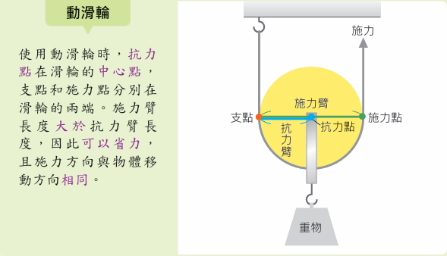 動滑輪
使用動滑輪時，抗力
點在滑輪的中心點，
支點和施力點分別在
滑輪的兩端。施力臂
長度大於抗力臂長
度，因此可以省力，
且施力方向與物體移
動方向相同。
施力
施力臂
支點
抗力臂
抗力點
施力點
重物